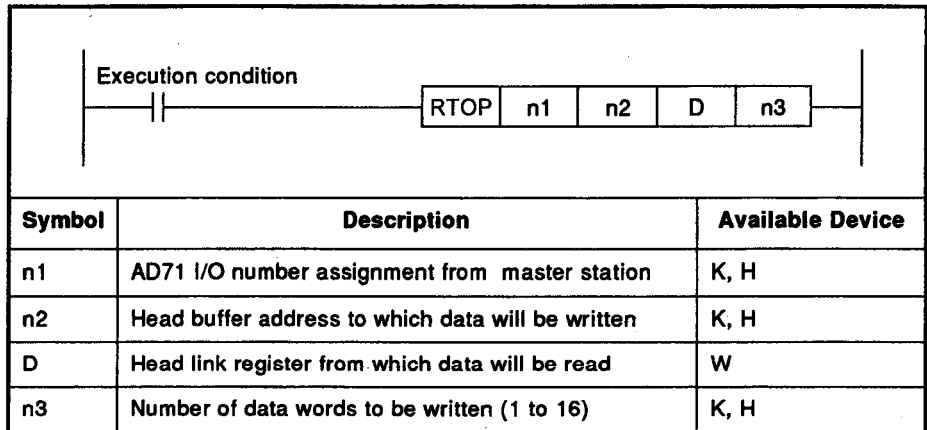 Execution condition
RTOP n1 n2 D n3
Symbol Description Available Device
n1 AD71 I/O number assignment from master station K, H
n2 Head buffer address to which data will be written K, H
D Head link register from which data will be read W
n3 Number of data words to be written (1 to 16) K, H